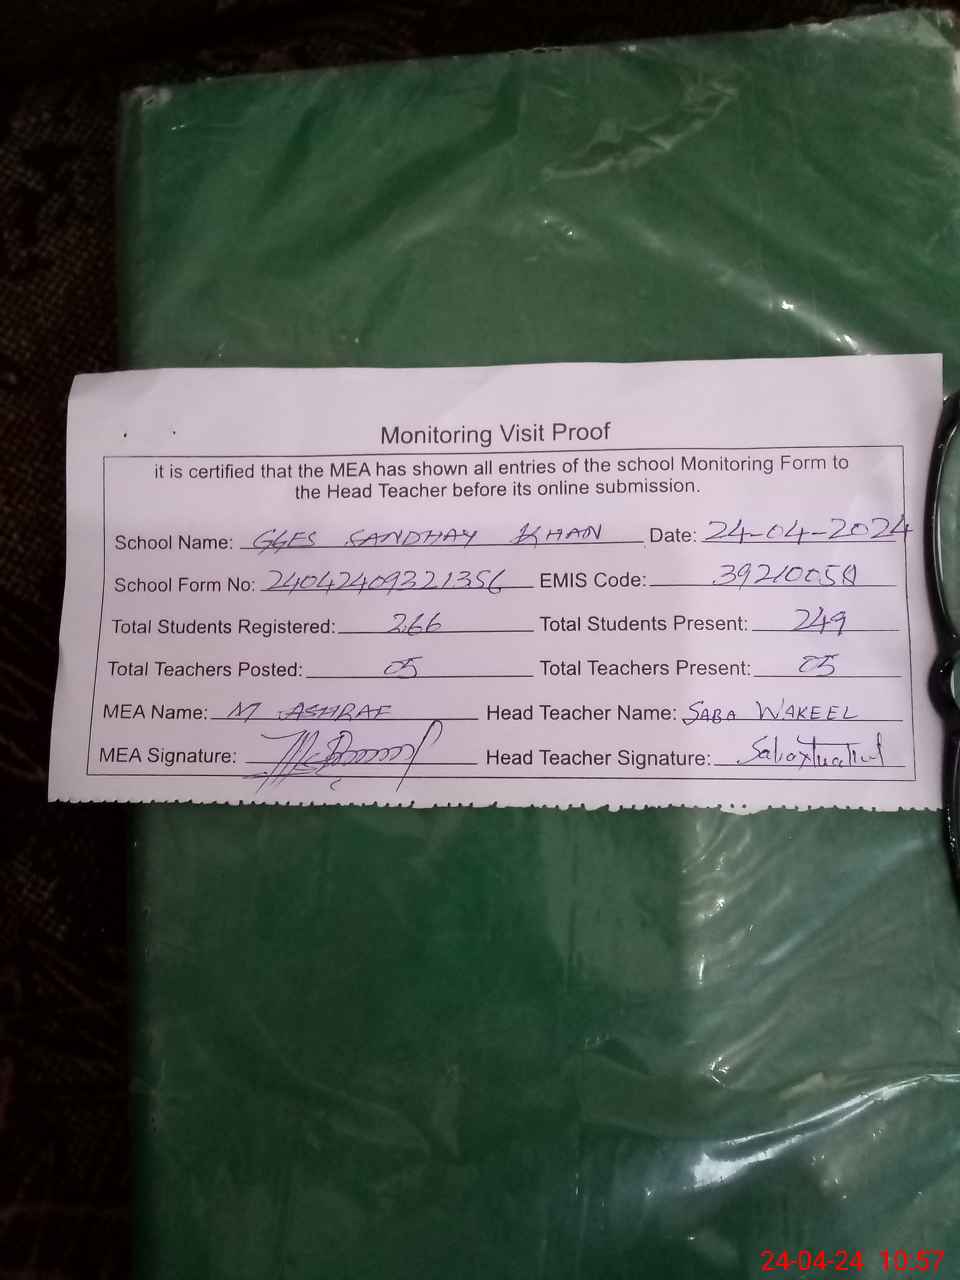 Monitoring Visit Proof
it is certified that the MEA has shown all entries of the school Monitoring Form to
the Head Teacher before its online submission.
School Name: GGES SANDHAY KHAN Date: 24-04-2024
School Form No: 24042409321356 EMIS Code: 39210050
Total Students Registered: 266 Total Students Present: 249
Total Teachers Posted: 05 Total Teachers Present: 05
MEA Name: M ASHRAF Head Teacher Name: SABA WAKEEL
MEA Signature: Head Teacher Signature:
24-04-24 10:57